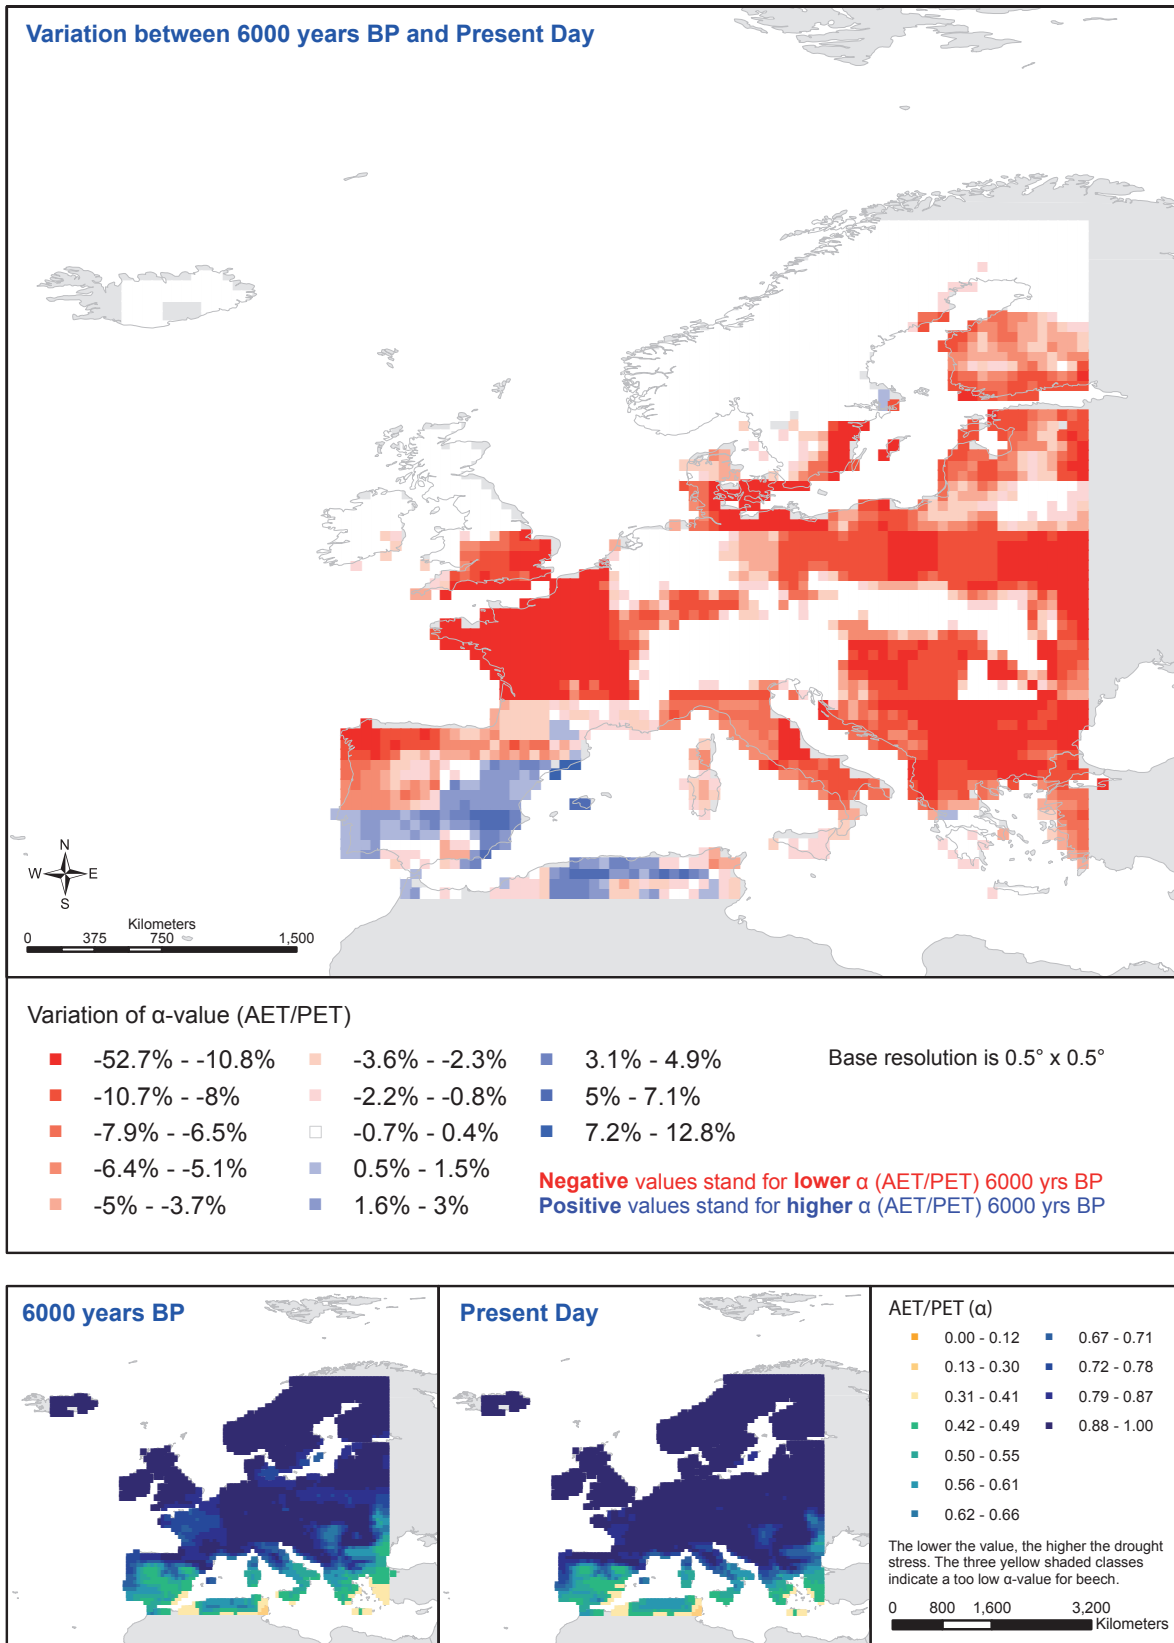 Variation between 6000 years BP and Present Day
N
W E
S
Kilometers
0 375 750 1,500
Variation of α-value (AET/PET)
-52.7% - -10.8%
-10.7% - -8%
-7.9% - -6.5%
-6.4% - -5.1%
-5% - -3.7%
-3.6% - -2.3%
-2.2% - -0.8%
-0.7% - 0.4%
0.5% - 1.5%
1.6% - 3%
3.1% - 4.9%
5% - 7.1%
7.2% - 12.8%
Base resolution is 0.5° x 0.5°
Negative values stand for lower α (AET/PET) 6000 yrs BP
Positive values stand for higher α (AET/PET) 6000 yrs BP
6000 years BP
Present Day
AET/PET (α)
0.00 - 0.12
0.13 - 0.30
0.31 - 0.41
0.42 - 0.49
0.50 - 0.55
0.56 - 0.61
0.62 - 0.66
0.67 - 0.71
0.72 - 0.78
0.79 - 0.87
0.88 - 1.00
The lower the value, the higher the drought
stress. The three yellow shaded classes
indicate a too low α-value for beech.
0 800 1,600 3,200
Kilometers